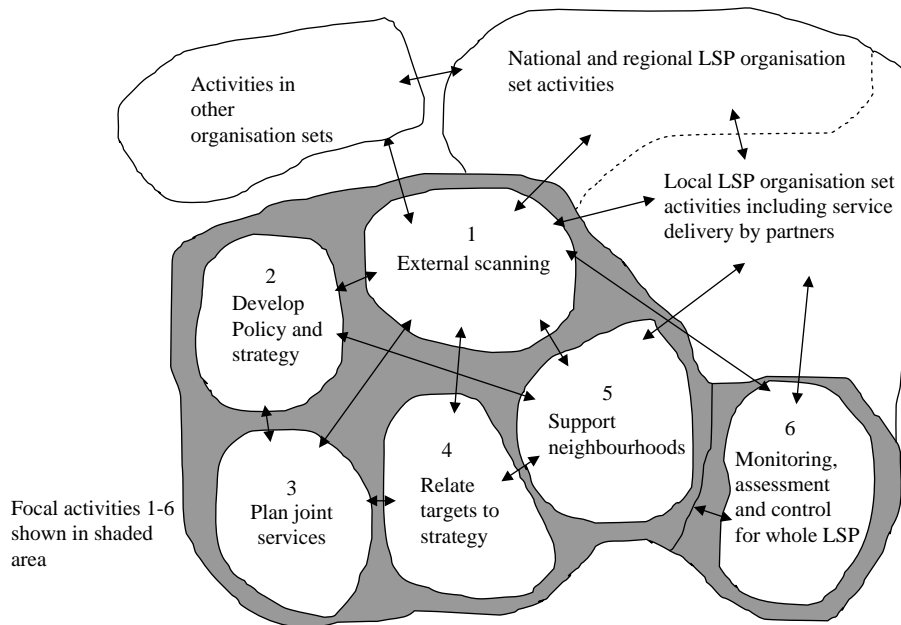 Activities in
other
organisation sets
National and regional LSP organisation
set activities
Local LSP organisation set
activities including service
delivery by partners
1
External scanning
2
Develop
Policy and
strategy
5
Support
neighbourhoods
6
Monitoring,
assessment
and control
for whole LSP
4
Relate
targets to
strategy
3
Plan joint
services
Focal activities 1-6
shown in shaded
area